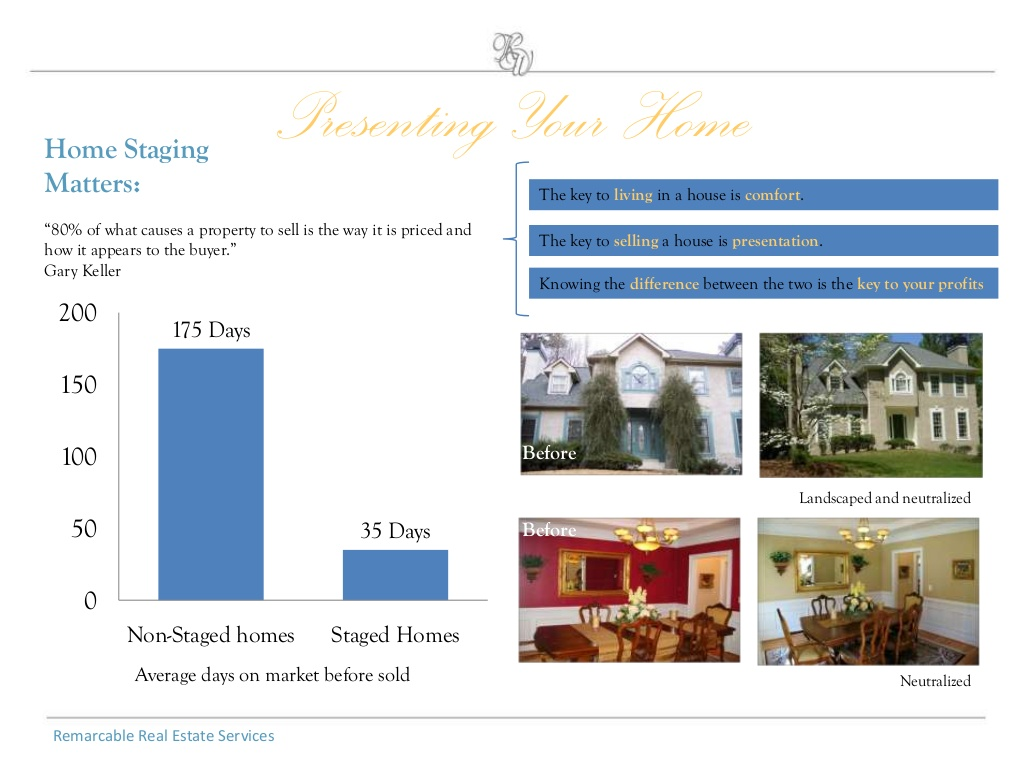 Presenting Your Home
Home Staging
Matters:
“80% of what causes a property to sell is the way it is priced and
how it appears to the buyer.”
Gary Keller
200
150
100
50
0
175 Days
35 Days
Non-Staged homes
Staged Homes
Average days on market before sold
The key to living in a house is comfort.
The key to selling a house is presentation.
Knowing the difference between the two is the key to your profits
Before
Landscaped and neutralized
Before
Neutralized
Remarcable Real Estate Services